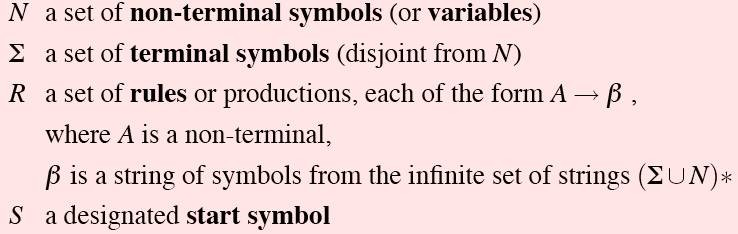 N a set of non-terminal symbols (or variables)
Σ a set of terminal symbols (disjoint from N)
R a set of rules or productions, each of the form A → β ,
where A is a non-terminal,
β is a string of symbols from the infinite set of strings (Σ∪N)∗
S a designated start symbol